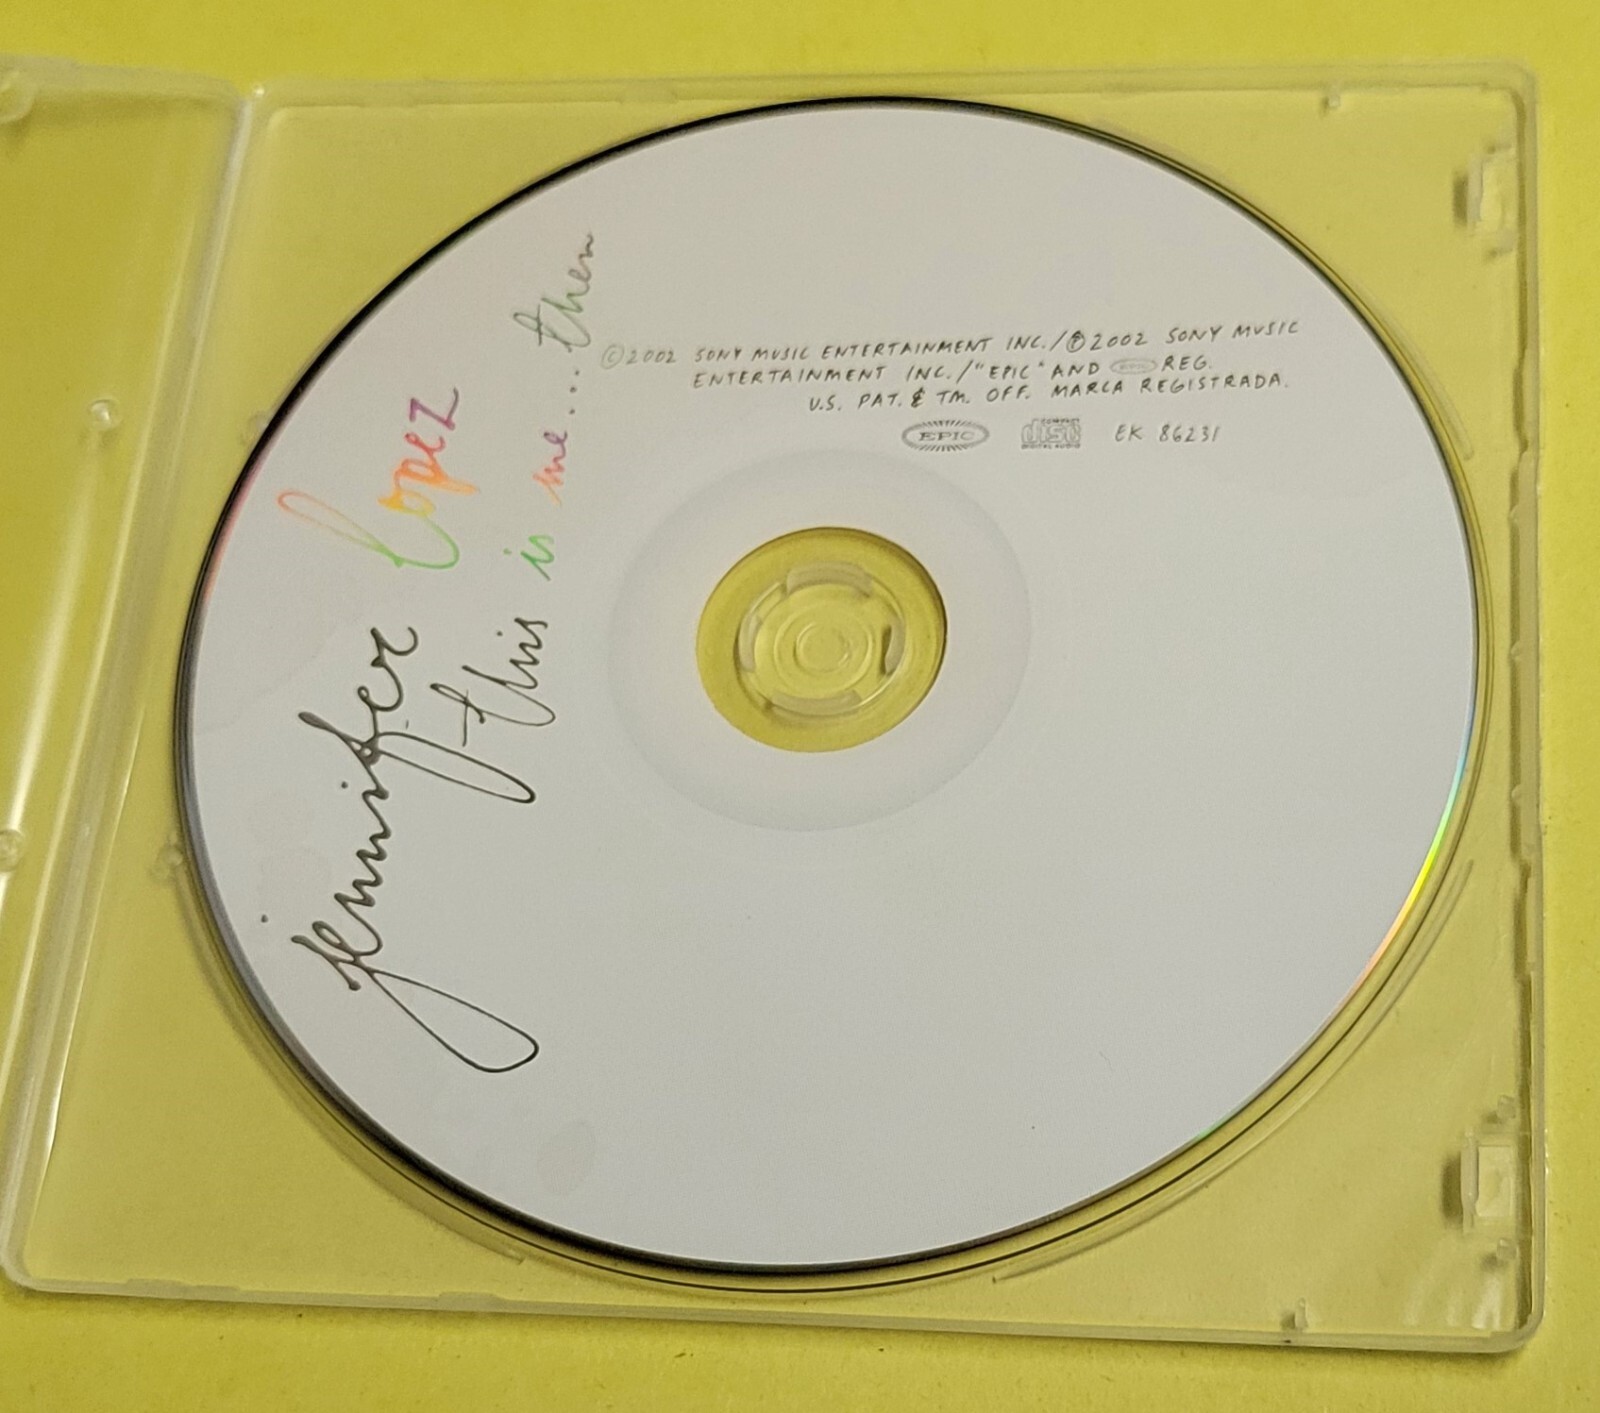 jennifer lopez
this is me...then
©2002 SONY MUSIC ENTERTAINMENT INC./℗2002 SONY MUSIC
ENTERTAINMENT INC./"EPIC" AND EPIC REG.
U.S. PAT. & TM. OFF. MARCA REGISTRADA.
EPIC COMPACT disc DIGITAL AUDIO EK 86231